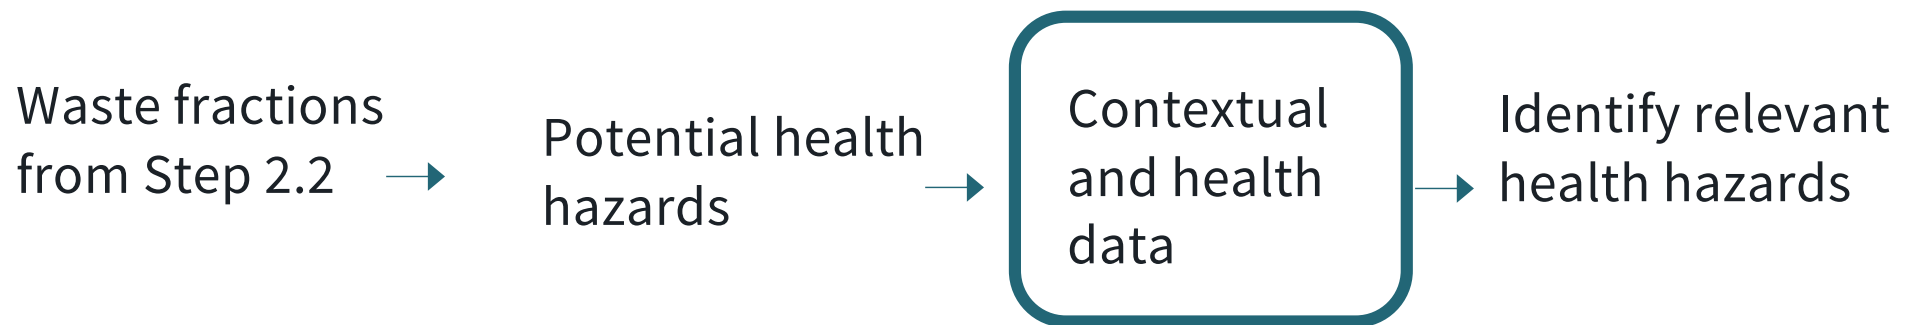 Waste fractions
from Step 2.2
Potential health
hazards
Contextual
and health
data
Identify relevant
health hazards